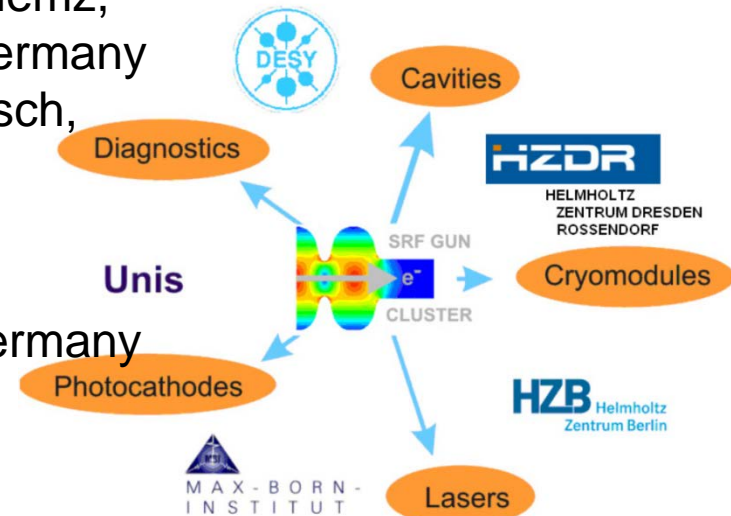 ermany
sch,
DESY
Cavities
Diagnostics
HZDR
HELMHOLTZ
ZENTRUM DRESDEN
ROSSENDORF
SRF GUN
e⁻
CLUSTER
Unis
Cryomodules
ermany
Photocathodes
HZB Helmholtz
Zentrum Berlin
MAX-BORN-
INSTITUT
Lasers